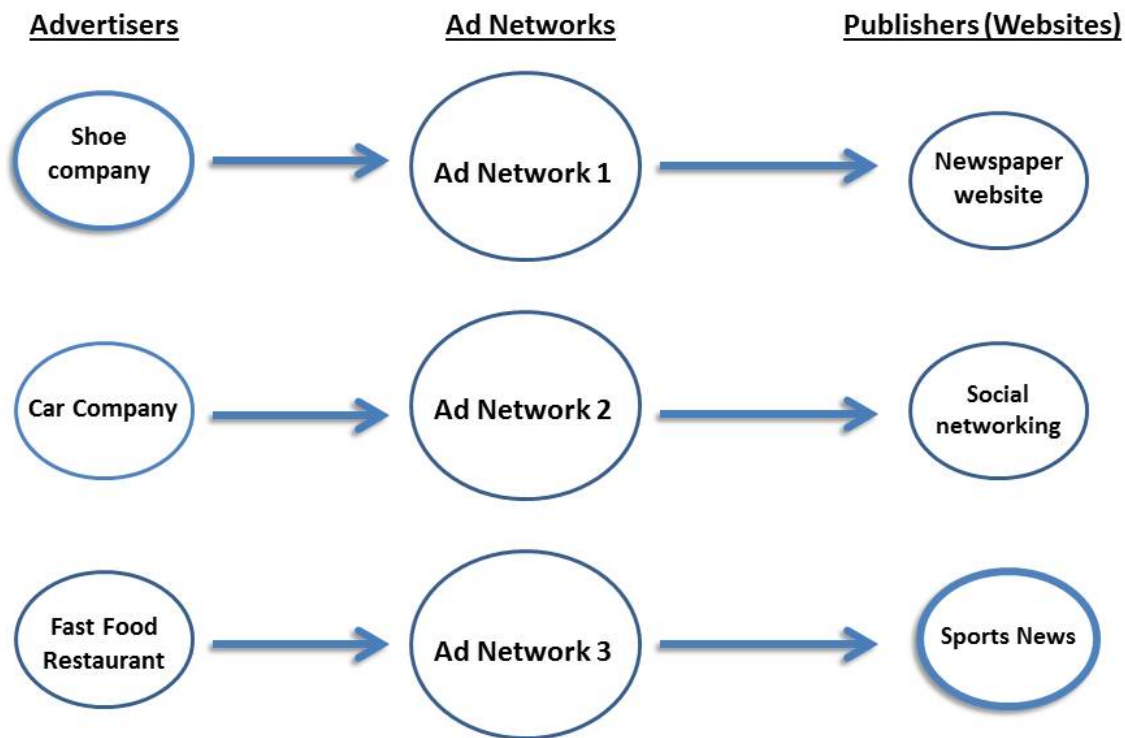 Advertisers
Ad Networks
Publishers (Websites)
Shoe
company
Ad Network 1
Newspaper
website
Car Company
Ad Network 2
Social
networking
Fast Food
Restaurant
Ad Network 3
Sports News